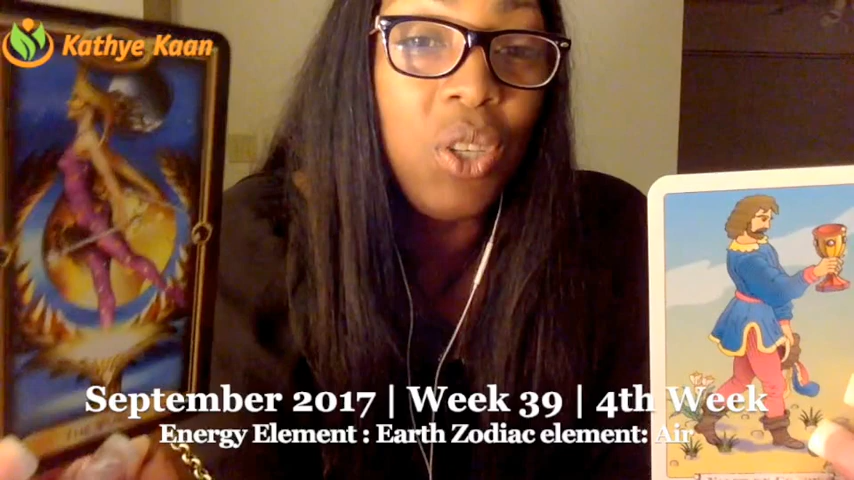 Kathye Kaan
September 2017 | Week 39 | 4th Week
Energy Element : Earth Zodiac element: Air